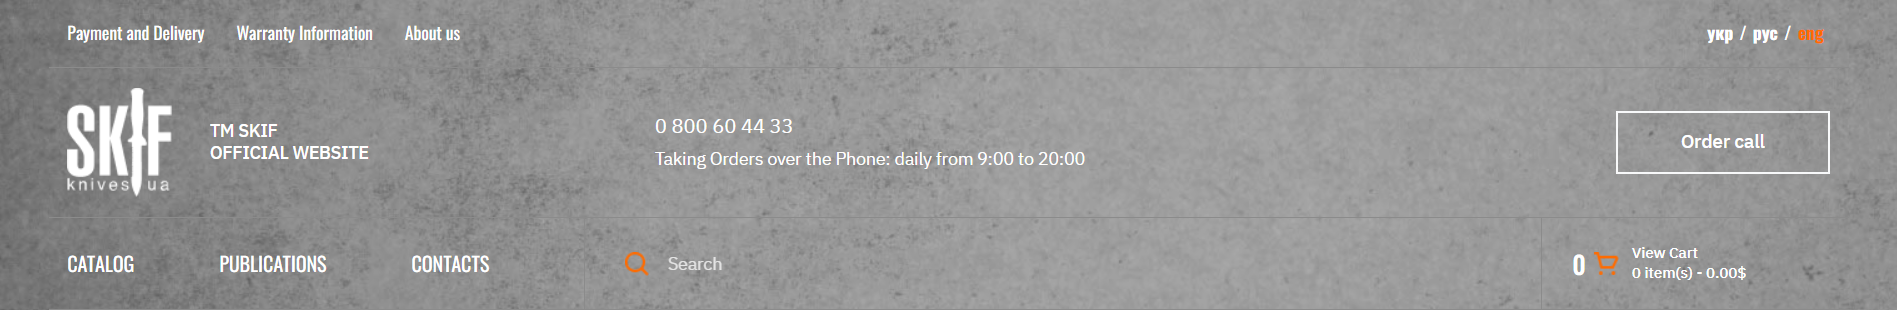 Payment and Delivery Warranty Information About us укр / рус / eng
SKIF
knives ua
TM SKIF
OFFICIAL WEBSITE
0 800 60 44 33
Taking Orders over the Phone: daily from 9:00 to 20:00
Order call
CATALOG PUBLICATIONS CONTACTS Search
0
View Cart
0 item(s) - 0.00$